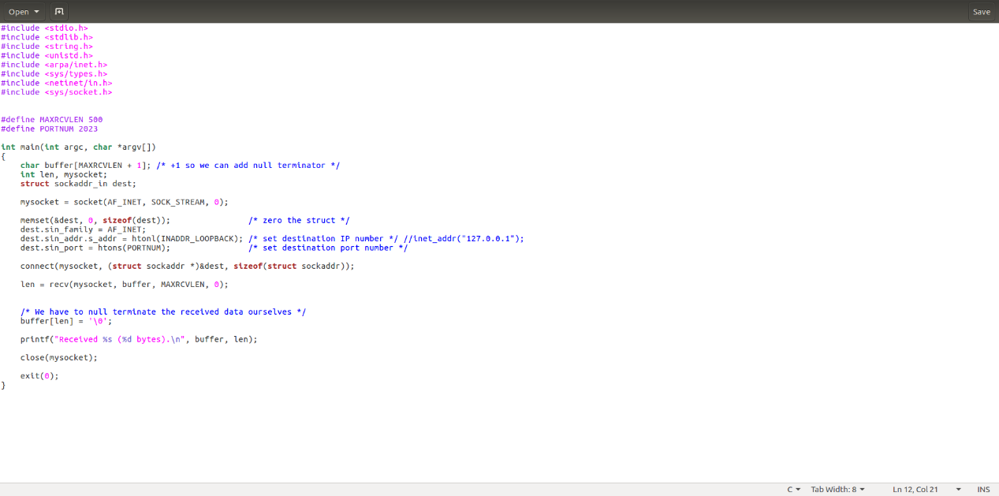 Open
Save
#include <stdio.h>
#include <stdlib.h>
#include <string.h>
#include <unistd.h>
#include <arpa/inet.h>
#include <sys/types.h>
#include <netinet/in.h>
#include <sys/socket.h>
#define MAXRCVLEN 500
#define PORTNUM 2023
int main(int argc, char *argv[])
{
    char buffer[MAXRCVLEN + 1]; /* +1 so we can add null terminator */
    int len, mysocket;
    struct sockaddr_in dest;
    mysocket = socket(AF_INET, SOCK_STREAM, 0);
    memset(&dest, 0, sizeof(dest));                /* zero the struct */
    dest.sin_family = AF_INET;
    dest.sin_addr.s_addr = htonl(INADDR_LOOPBACK); /* set destination IP number */ //inet_addr("127.0.0.1");
    dest.sin_port = htons(PORTNUM);                /* set destination port number */
    connect(mysocket, (struct sockaddr *)&dest, sizeof(struct sockaddr));
    len = recv(mysocket, buffer, MAXRCVLEN, 0);
    /* We have to null terminate the received data ourselves */
    buffer[len] = '\0';
    printf("Received %s (%d bytes).\n", buffer, len);
    close(mysocket);
    exit(0);
}
C Tab Width: 8 Ln 12, Col 21 INS